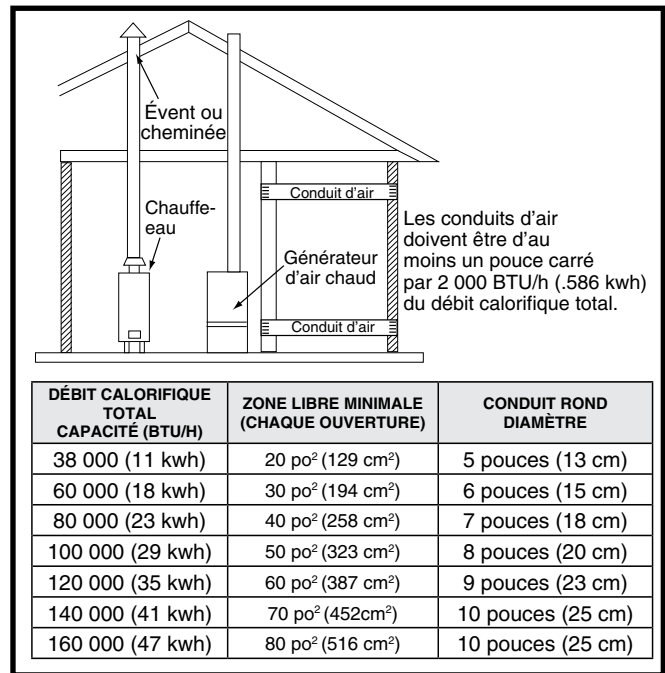 Évent ou
cheminée
Conduit d'air
Chauffe-
eau
Générateur
d'air chaud
Conduit d'air
Les conduits d'air
doivent être d'au
moins un pouce carré
par 2 000 BTU/h (.586 kwh)
du débit calorifique total.
DÉBIT CALORIFIQUE
TOTAL
CAPACITÉ (BTU/H)
ZONE LIBRE MINIMALE
(CHAQUE OUVERTURE)
CONDUIT ROND
DIAMÈTRE
38 000 (11 kwh) 20 po² (129 cm²) 5 pouces (13 cm)
60 000 (18 kwh) 30 po² (194 cm²) 6 pouces (15 cm)
80 000 (23 kwh) 40 po² (258 cm²) 7 pouces (18 cm)
100 000 (29 kwh) 50 po² (323 cm²) 8 pouces (20 cm)
120 000 (35 kwh) 60 po² (387 cm²) 9 pouces (23 cm)
140 000 (41 kwh) 70 po² (452cm²) 10 pouces (25 cm)
160 000 (47 kwh) 80 po² (516 cm²) 10 pouces (25 cm)